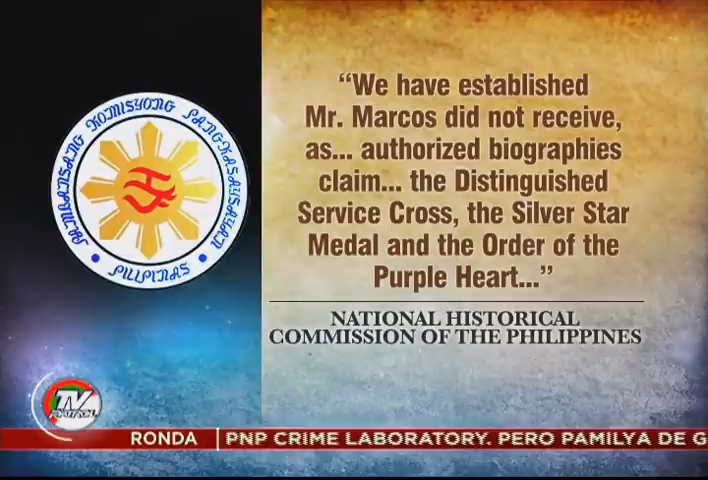 PAMBANSANG KOMISYONG PANGKASAYSAYAN
PILIPINAS
“We have established
Mr. Marcos did not receive,
as... authorized biographies
claim... the Distinguished
Service Cross, the Silver Star
Medal and the Order of the
Purple Heart...”
NATIONAL HISTORICAL
COMMISSION OF THE PHILIPPINES
TV
PATROL
RONDA
PNP CRIME LABORATORY. PERO PAMILYA DE G